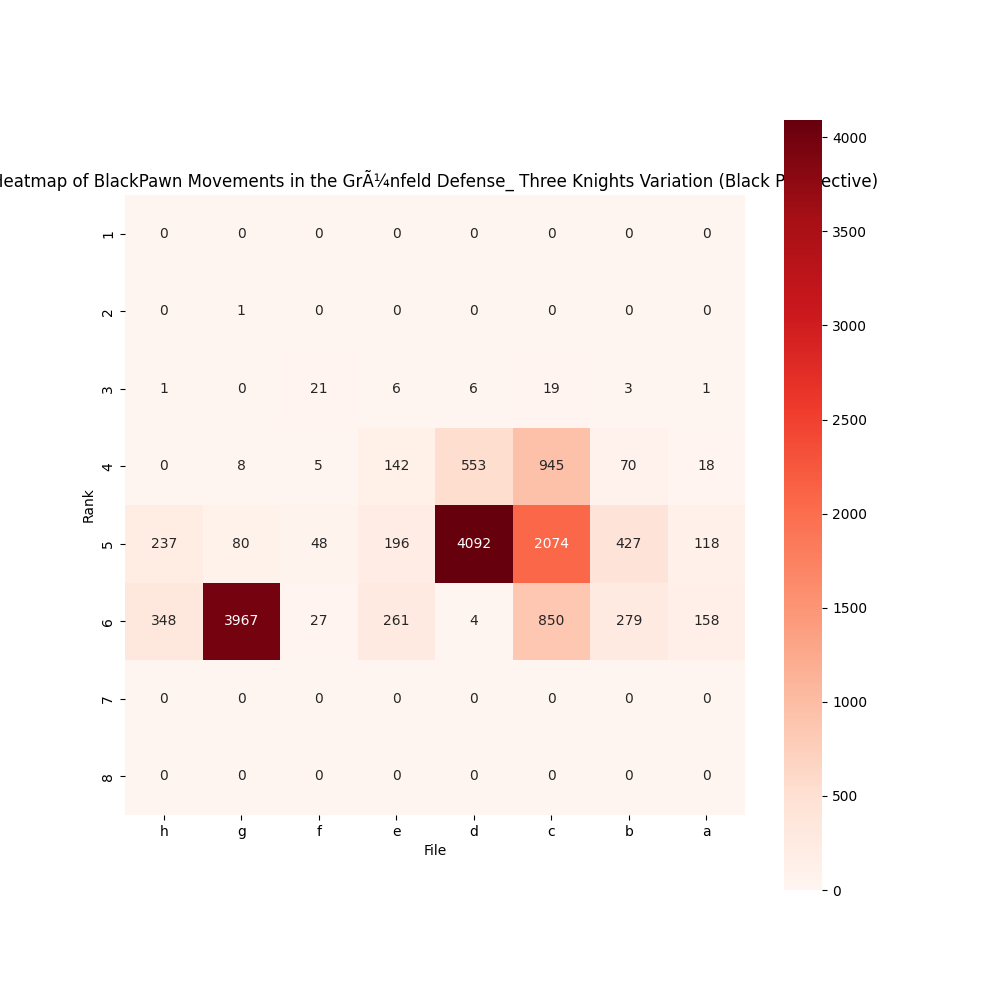 Heatmap of BlackPawn Movements in the GrÃ¼nfeld Defense_ Three Knights Variation (Black P ective)
1 0 0 0 0 0 0 0 0
2 0 1 0 0 0 0 0 0
3 1 0 21 6 6 19 3 1
4 0 8 5 142 553 945 70 18
5 237 80 48 196 4092 2074 427 118
6 348 3967 27 261 4 850 279 158
7 0 0 0 0 0 0 0 0
8 0 0 0 0 0 0 0 0
h g f e d c b a
File
Rank
4000
3500
3000
2500
2000
1500
1000
500
0